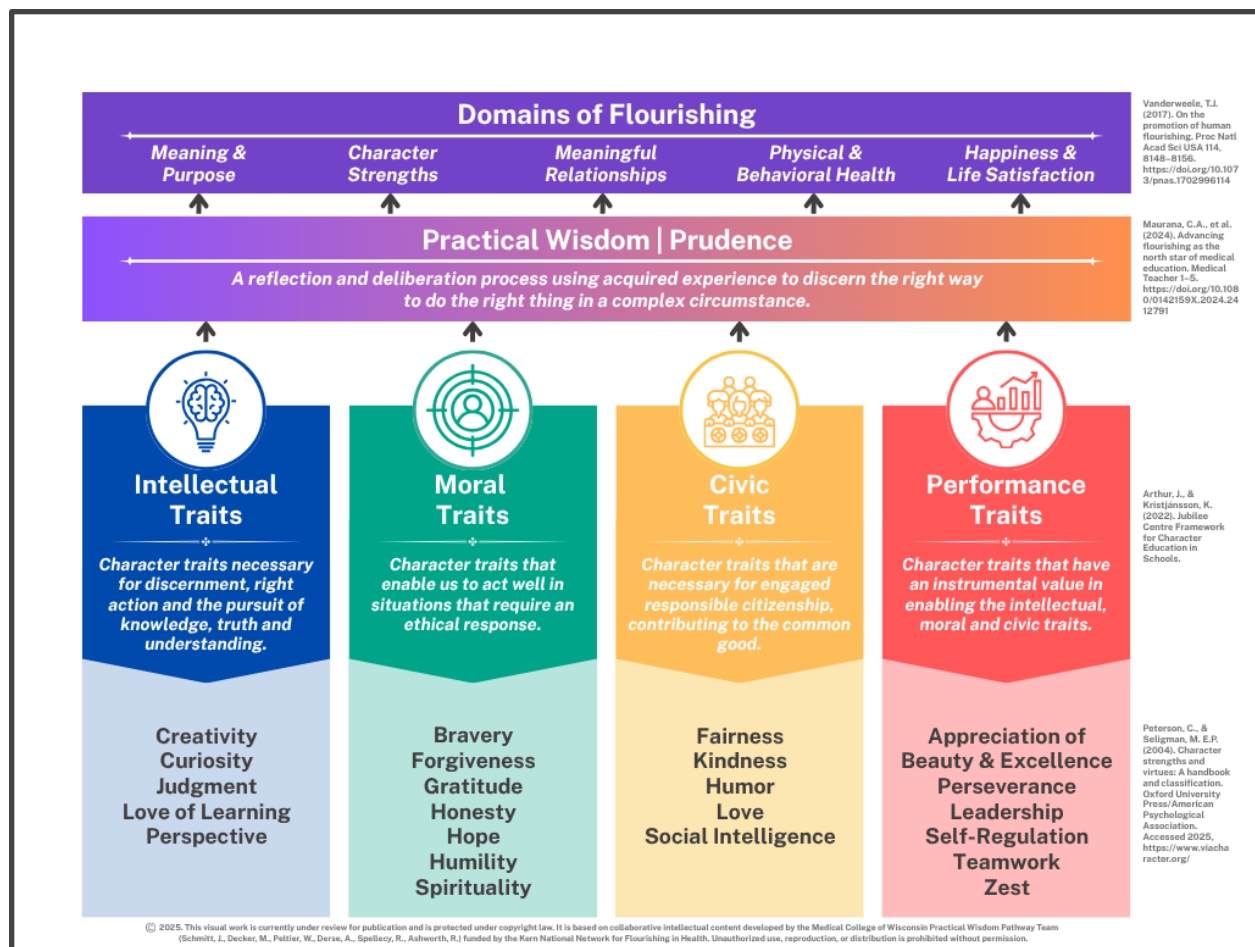 Domains of Flourishing
Meaning &
Purpose
Character
Strengths
Meaningful
Relationships
Physical &
Behavioral Health
Happiness &
Life Satisfaction
Vanderweele, T.J.
(2017). On the
promotion of human
flourishing. Proc Natl
Acad Sci USA 114,
8148–8156.
https://doi.org/10.107
3/pnas.1702996114
Practical Wisdom | Prudence
A reflection and deliberation process using acquired experience to discern the right way
to do the right thing in a complex circumstance.
Maurana, C.A., et al.
(2024). Advancing
flourishing as the
north star of medical
education. Medical
Teacher 1–5.
https://doi.org/10.108
0/0142159X.2024.24
12791
Intellectual
Traits
Character traits necessary
for discernment, right
action and the pursuit of
knowledge, truth and
understanding.
Creativity
Curiosity
Judgment
Love of Learning
Perspective
Moral
Traits
Character traits that
enable us to act well in
situations that require an
ethical response.
Bravery
Forgiveness
Gratitude
Honesty
Hope
Humility
Spirituality
Civic
Traits
Character traits that are
necessary for engaged
responsible citizenship,
contributing to the common
good.
Fairness
Kindness
Humor
Love
Social Intelligence
Performance
Traits
Character traits that have
an instrumental value in
enabling the intellectual,
moral and civic traits.
Appreciation of
Beauty & Excellence
Perseverance
Leadership
Self-Regulation
Teamwork
Zest
Arthur, J., &
Kristjánsson, K.
(2022). Jubilee
Centre Framework
for Character
Education in
Schools.
Peterson, C., &
Seligman, M. E.P.
(2004). Character
strengths and
virtues: A handbook
and classification.
Oxford University
Press/American
Psychological
Association.
Accessed 2025,
https://www.viacha
racter.org/
© 2025. This visual work is currently under review for publication and is protected under copyright law. It is based on collaborative intellectual content developed by the Medical College of Wisconsin Practical Wisdom Pathway Team
(Schmitt, J., Decker, M., Peltier, W., Derse, A., Spellecy, R., Ashworth, R.) funded by the Kern National Network for Flourishing in Health. Unauthorized use, reproduction, or distribution is prohibited without permission.